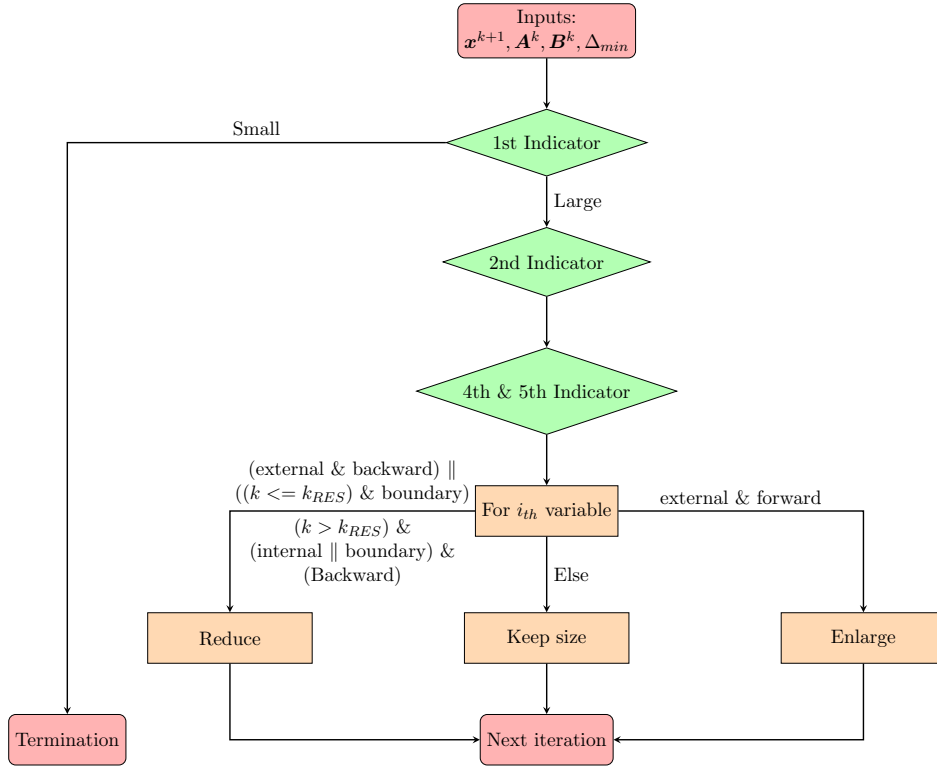 Inputs:
𝒙^{k+1}, 𝑨^k, 𝑩^k, Δ_{min}
1st Indicator
Small
Large
2nd Indicator
4th & 5th Indicator
(external & backward) ∥
((k <= k_{RES}) & boundary)
For i_{th} variable
external & forward
(k > k_{RES}) &
(internal ∥ boundary) &
(Backward)
Else
Reduce
Keep size
Enlarge
Termination
Next iteration